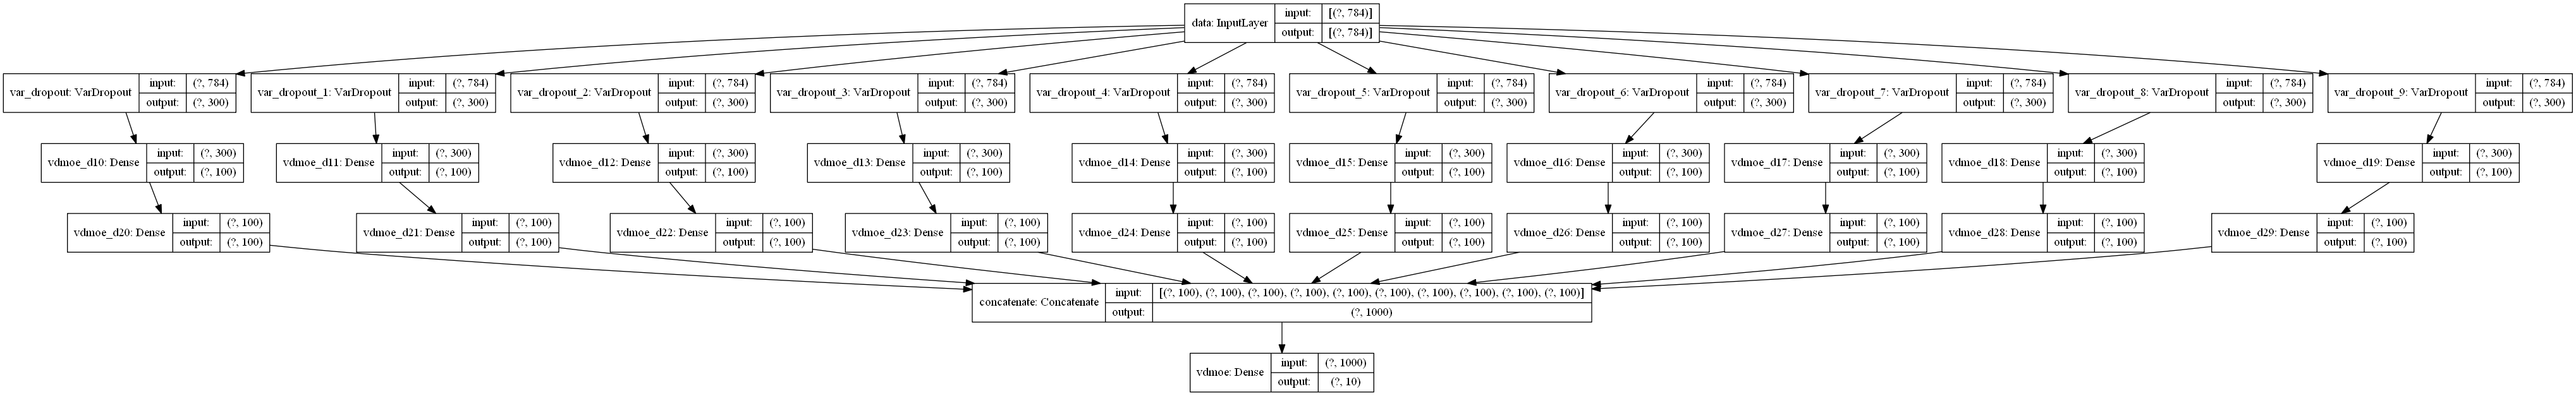 data: InputLayer input: [(?, 784)]
output: [(?, 784)]
var_dropout: VarDropout input: (?, 784)
output: (?, 300)
var_dropout_1: VarDropout input: (?, 784)
output: (?, 300)
var_dropout_2: VarDropout input: (?, 784)
output: (?, 300)
var_dropout_3: VarDropout input: (?, 784)
output: (?, 300)
var_dropout_4: VarDropout input: (?, 784)
output: (?, 300)
var_dropout_5: VarDropout input: (?, 784)
output: (?, 300)
var_dropout_6: VarDropout input: (?, 784)
output: (?, 300)
var_dropout_7: VarDropout input: (?, 784)
output: (?, 300)
var_dropout_8: VarDropout input: (?, 784)
output: (?, 300)
var_dropout_9: VarDropout input: (?, 784)
output: (?, 300)
vdmoe_d10: Dense input: (?, 300)
output: (?, 100)
vdmoe_d11: Dense input: (?, 300)
output: (?, 100)
vdmoe_d12: Dense input: (?, 300)
output: (?, 100)
vdmoe_d13: Dense input: (?, 300)
output: (?, 100)
vdmoe_d14: Dense input: (?, 300)
output: (?, 100)
vdmoe_d15: Dense input: (?, 300)
output: (?, 100)
vdmoe_d16: Dense input: (?, 300)
output: (?, 100)
vdmoe_d17: Dense input: (?, 300)
output: (?, 100)
vdmoe_d18: Dense input: (?, 300)
output: (?, 100)
vdmoe_d19: Dense input: (?, 300)
output: (?, 100)
vdmoe_d20: Dense input: (?, 100)
output: (?, 100)
vdmoe_d21: Dense input: (?, 100)
output: (?, 100)
vdmoe_d22: Dense input: (?, 100)
output: (?, 100)
vdmoe_d23: Dense input: (?, 100)
output: (?, 100)
vdmoe_d24: Dense input: (?, 100)
output: (?, 100)
vdmoe_d25: Dense input: (?, 100)
output: (?, 100)
vdmoe_d26: Dense input: (?, 100)
output: (?, 100)
vdmoe_d27: Dense input: (?, 100)
output: (?, 100)
vdmoe_d28: Dense input: (?, 100)
output: (?, 100)
vdmoe_d29: Dense input: (?, 100)
output: (?, 100)
concatenate: Concatenate input: [(?, 100), (?, 100), (?, 100), (?, 100), (?, 100), (?, 100), (?, 100), (?, 100), (?, 100), (?, 100)]
output: (?, 1000)
vdmoe: Dense input: (?, 1000)
output: (?, 10)